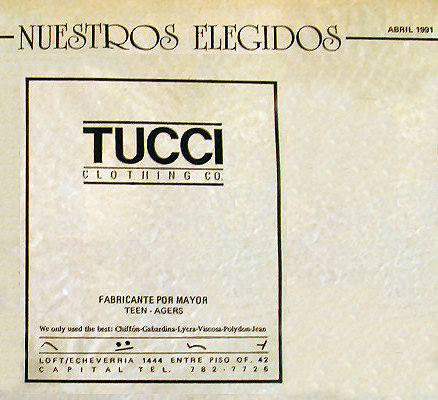 NUESTROS ELEGIDOS
ABRIL 1991
TUCCI
CLOTHING CO.
FABRICANTE POR MAYOR
TEEN - AGERS
We only used the best: Chiffón-Gabardina-Lycra-Viscosa-Polydon-Jean
LOFT/ECHEVERRIA 1444 ENTRE PISO OF. 42
CAPITAL TEL. 782-7726